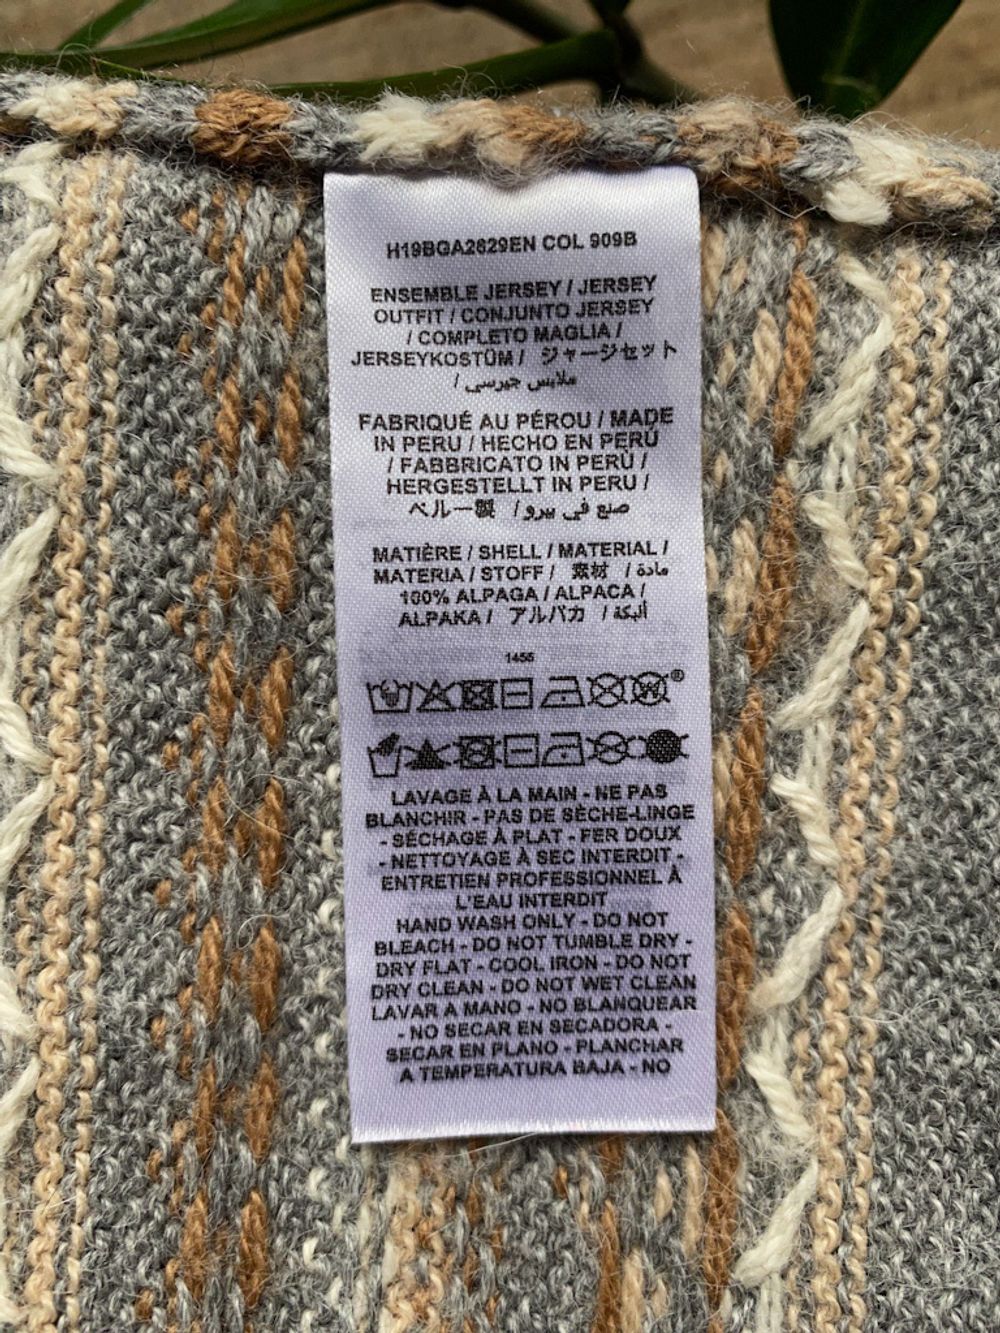 H19BGA2629EN COL 909B
ENSEMBLE JERSEY / JERSEY
OUTFIT / CONJUNTO JERSEY
/ COMPLETO MAGLIA /
JERSEYKOSTÜM / ジャージセット
ملابس جيرسي /
FABRIQUÉ AU PÉROU / MADE
IN PERU / HECHO EN PERÚ
/ FABBRICATO IN PERÙ /
HERGESTELLT IN PERU /
ペルー製 / صنع في بيرو
MATIÈRE / SHELL / MATERIAL /
MATERIA / STOFF / 素材 / مادة
100% ALPAGA / ALPACA /
ALPAKA / アルパカ / ألبكة
1456
W ®
LAVAGE À LA MAIN - NE PAS
BLANCHIR - PAS DE SÈCHE-LINGE
- SÉCHAGE À PLAT - FER DOUX
- NETTOYAGE À SEC INTERDIT -
ENTRETIEN PROFESSIONNEL À
L'EAU INTERDIT
HAND WASH ONLY - DO NOT
BLEACH - DO NOT TUMBLE DRY -
DRY FLAT - COOL IRON - DO NOT
DRY CLEAN - DO NOT WET CLEAN
LAVAR A MANO - NO BLANQUEAR
- NO SECAR EN SECADORA -
SECAR EN PLANO - PLANCHAR
A TEMPERATURA BAJA - NO